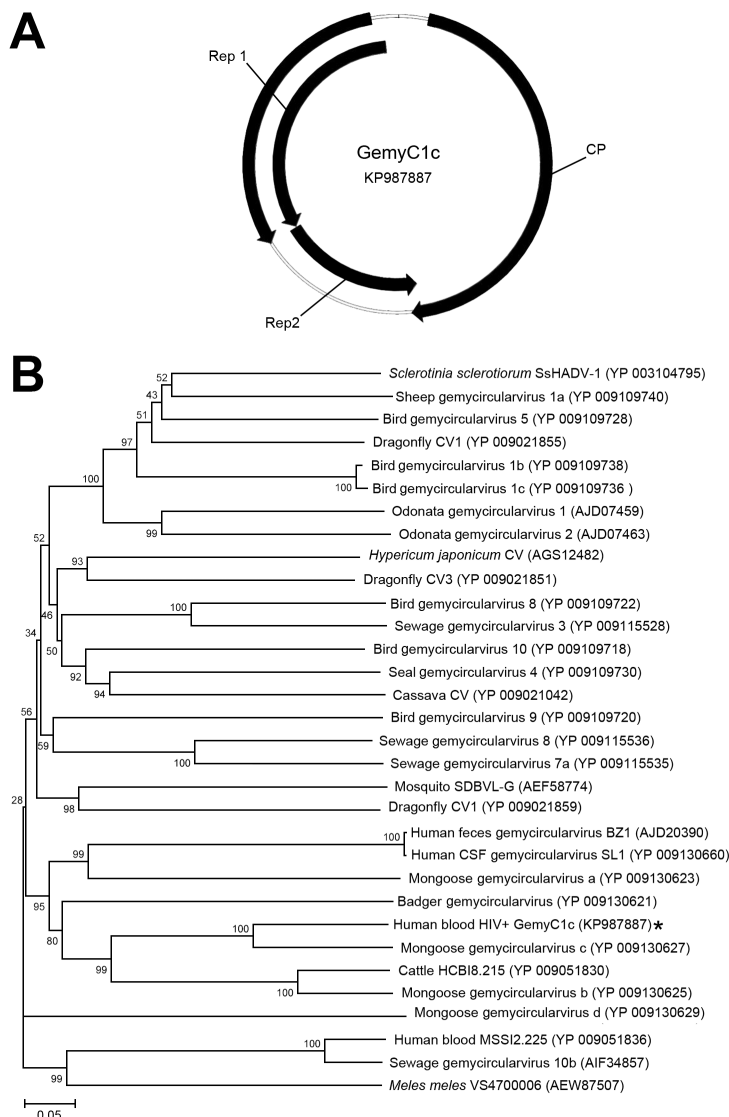 A
Rep 1
GemyC1c
KP987887
CP
Rep2
B
Sclerotinia sclerotiorum SsHADV-1 (YP 003104795)
Sheep gemycircularvirus 1a (YP 009109740)
Bird gemycircularvirus 5 (YP 009109728)
Dragonfly CV1 (YP 009021855)
Bird gemycircularvirus 1b (YP 009109738)
Bird gemycircularvirus 1c (YP 009109736 )
Odonata gemycircularvirus 1 (AJD07459)
Odonata gemycircularvirus 2 (AJD07463)
Hypericum japonicum CV (AGS12482)
Dragonfly CV3 (YP 009021851)
Bird gemycircularvirus 8 (YP 009109722)
Sewage gemycircularvirus 3 (YP 009115528)
Bird gemycircularvirus 10 (YP 009109718)
Seal gemycircularvirus 4 (YP 009109730)
Cassava CV (YP 009021042)
Bird gemycircularvirus 9 (YP 009109720)
Sewage gemycircularvirus 8 (YP 009115536)
Sewage gemycircularvirus 7a (YP 009115535)
Mosquito SDBVL-G (AEF58774)
Dragonfly CV1 (YP 009021859)
Human feces gemycircularvirus BZ1 (AJD20390)
Human CSF gemycircularvirus SL1 (YP 009130660)
Mongoose gemycircularvirus a (YP 009130623)
Badger gemycircularvirus (YP 009130621)
Human blood HIV+ GemyC1c (KP987887)*
Mongoose gemycircularvirus c (YP 009130627)
Cattle HCBI8.215 (YP 009051830)
Mongoose gemycircularvirus b (YP 009130625)
Mongoose gemycircularvirus d (YP 009130629)
Human blood MSSI2.225 (YP 009051836)
Sewage gemycircularvirus 10b (AIF34857)
Meles meles VS4700006 (AEW87507)
52
43
51
97
100
100
99
52
93
46
100
50
92
94
34
59
100
56
98
28
100
99
95
80
100
99
100
100
99
0.05